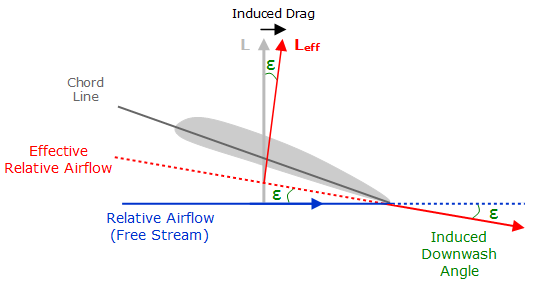 Induced Drag
L
Leff
ε
Chord
Line
Effective
Relative Airflow
ε
Relative Airflow
(Free Stream)
ε
Induced
Downwash
Angle